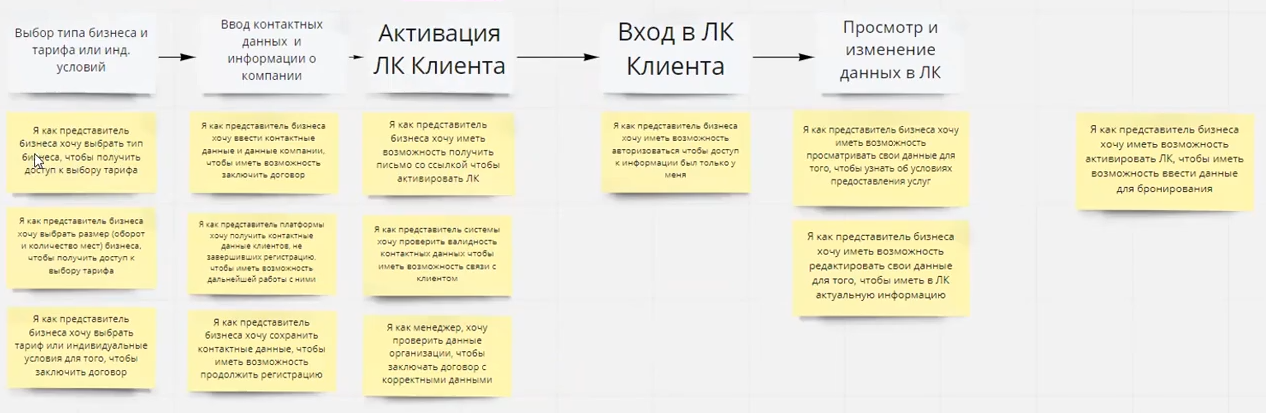 Выбор типа бизнеса и
тарифа или инд.
условий
Ввод контактных
данных и
информации о
компании
Активация
ЛК Клиента
Вход в ЛК
Клиента
Просмотр и
изменение
данных в ЛК
Я как представитель
бизнеса хочу выбрать тип
бизнеса, чтобы получить
доступ к выбору тарифа
Я как представитель бизнеса
хочу ввести контактные
данные и данные компании,
чтобы иметь возможность
заключить договор
Я как представитель
бизнеса хочу иметь
возможность получить
письмо со ссылкой чтобы
активировать ЛК
Я как представитель бизнеса
хочу иметь возможность
авторизоваться чтобы доступ
к информации был только у
меня
Я как представитель бизнеса хочу
иметь возможность
просматривать свои данные для
того, чтобы узнать об условиях
предоставления услуг
Я как представитель бизнеса
хочу иметь возможность
активировать ЛК, чтобы иметь
возможность ввести данные
для бронирования
Я как представитель бизнеса
хочу выбрать размер (оборот
и количество мест) бизнеса,
чтобы получить доступ к
выбору тарифа
Я как представитель платформы
хочу получить контактные
данные клиентов, не
завершивших регистрацию,
чтобы иметь возможность
дальнейшей работы с ними
Я как представитель системы
хочу проверить валидность
контактных данных чтобы
иметь возможность связи с
клиентом
Я как представитель бизнеса
хочу иметь возможность
редактировать свои данные
для того, чтобы иметь в ЛК
актуальную информацию
Я как представитель
бизнеса хочу выбрать
тариф или индивидуальные
условия для того, чтобы
заключить договор
Я как представитель
бизнеса хочу сохранить
контактные данные, чтобы
иметь возможность
продолжить регистрацию
Я как менеджер, хочу
проверить данные
организации, чтобы
заключать договор с
корректными данными